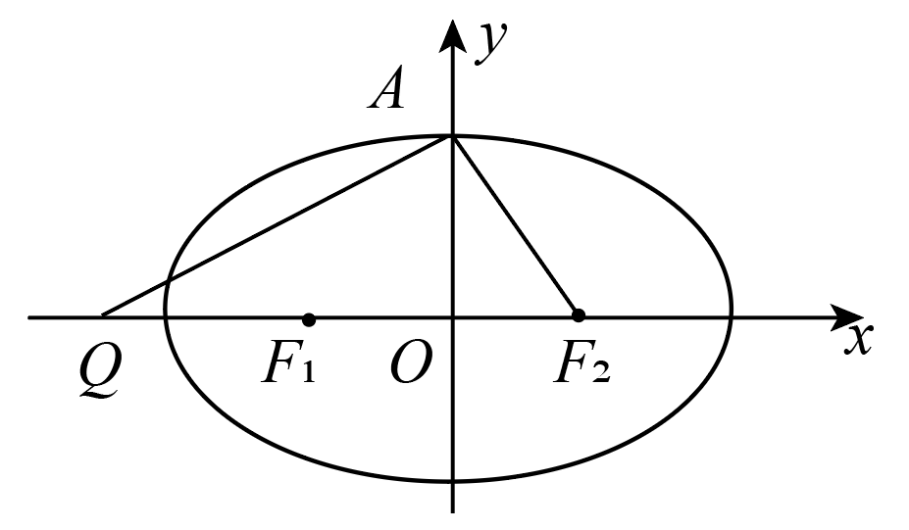 y
A
Q F₁ O F₂ x